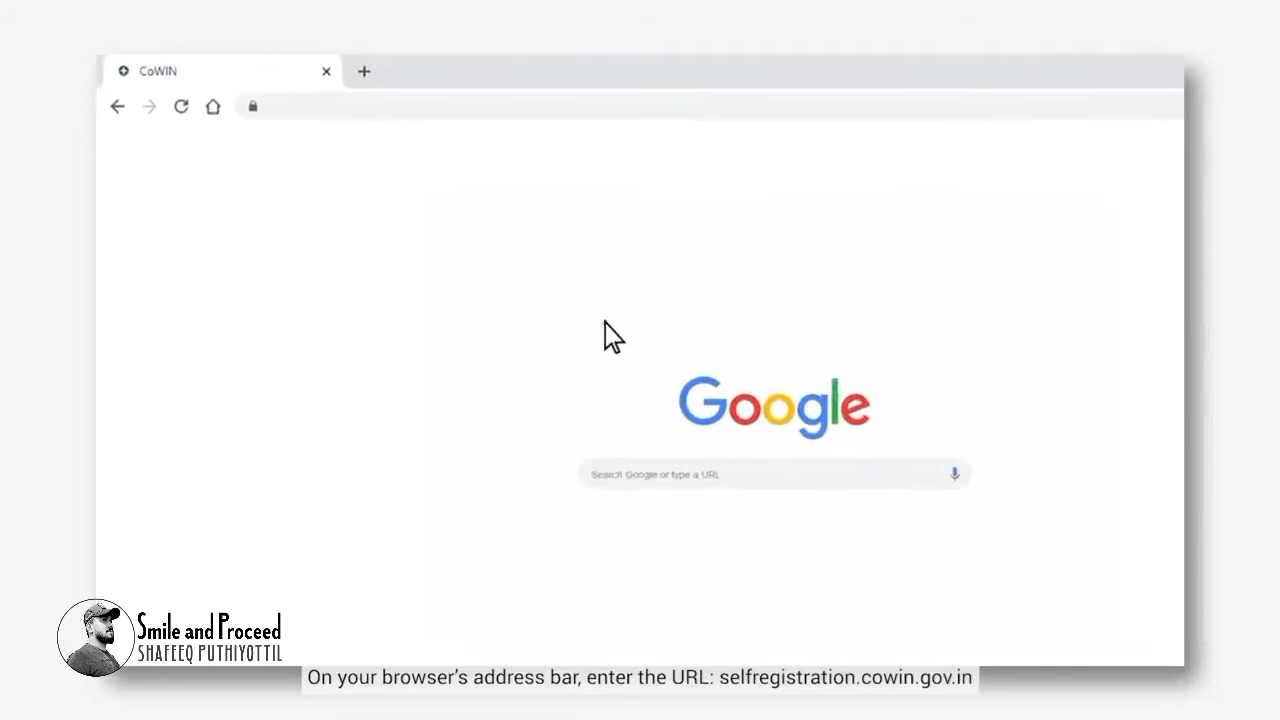 CoWIN
Google
Search Google or type a URL
Smile and Proceed
SHAFEEQ PUTHIYOTTIL
On your browser’s address bar, enter the URL: selfregistration.cowin.gov.in